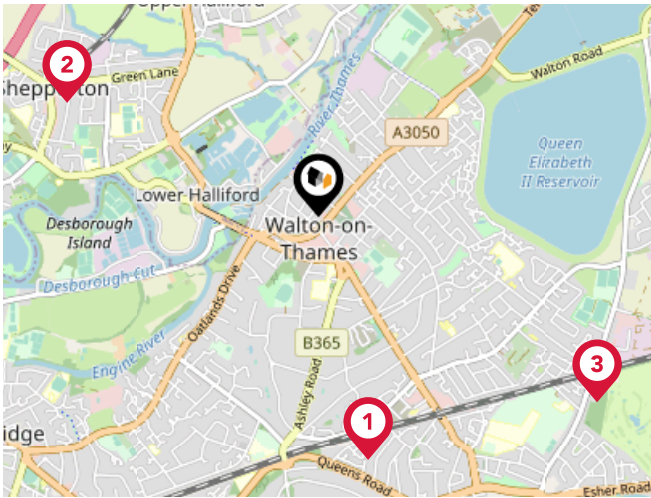 Upper Halliford
2
Green Lane
Shepperton
Walton Road
River Thames
A3050
Queen
Elizabeth
II Reservoir
Lower Halliford
Walton-on-
Thames
Desborough
Island
Desborough Cut
Oatlands Drive
Engine River
B365
Ashley Road
3
1
idge
Queens Road
Esher Road